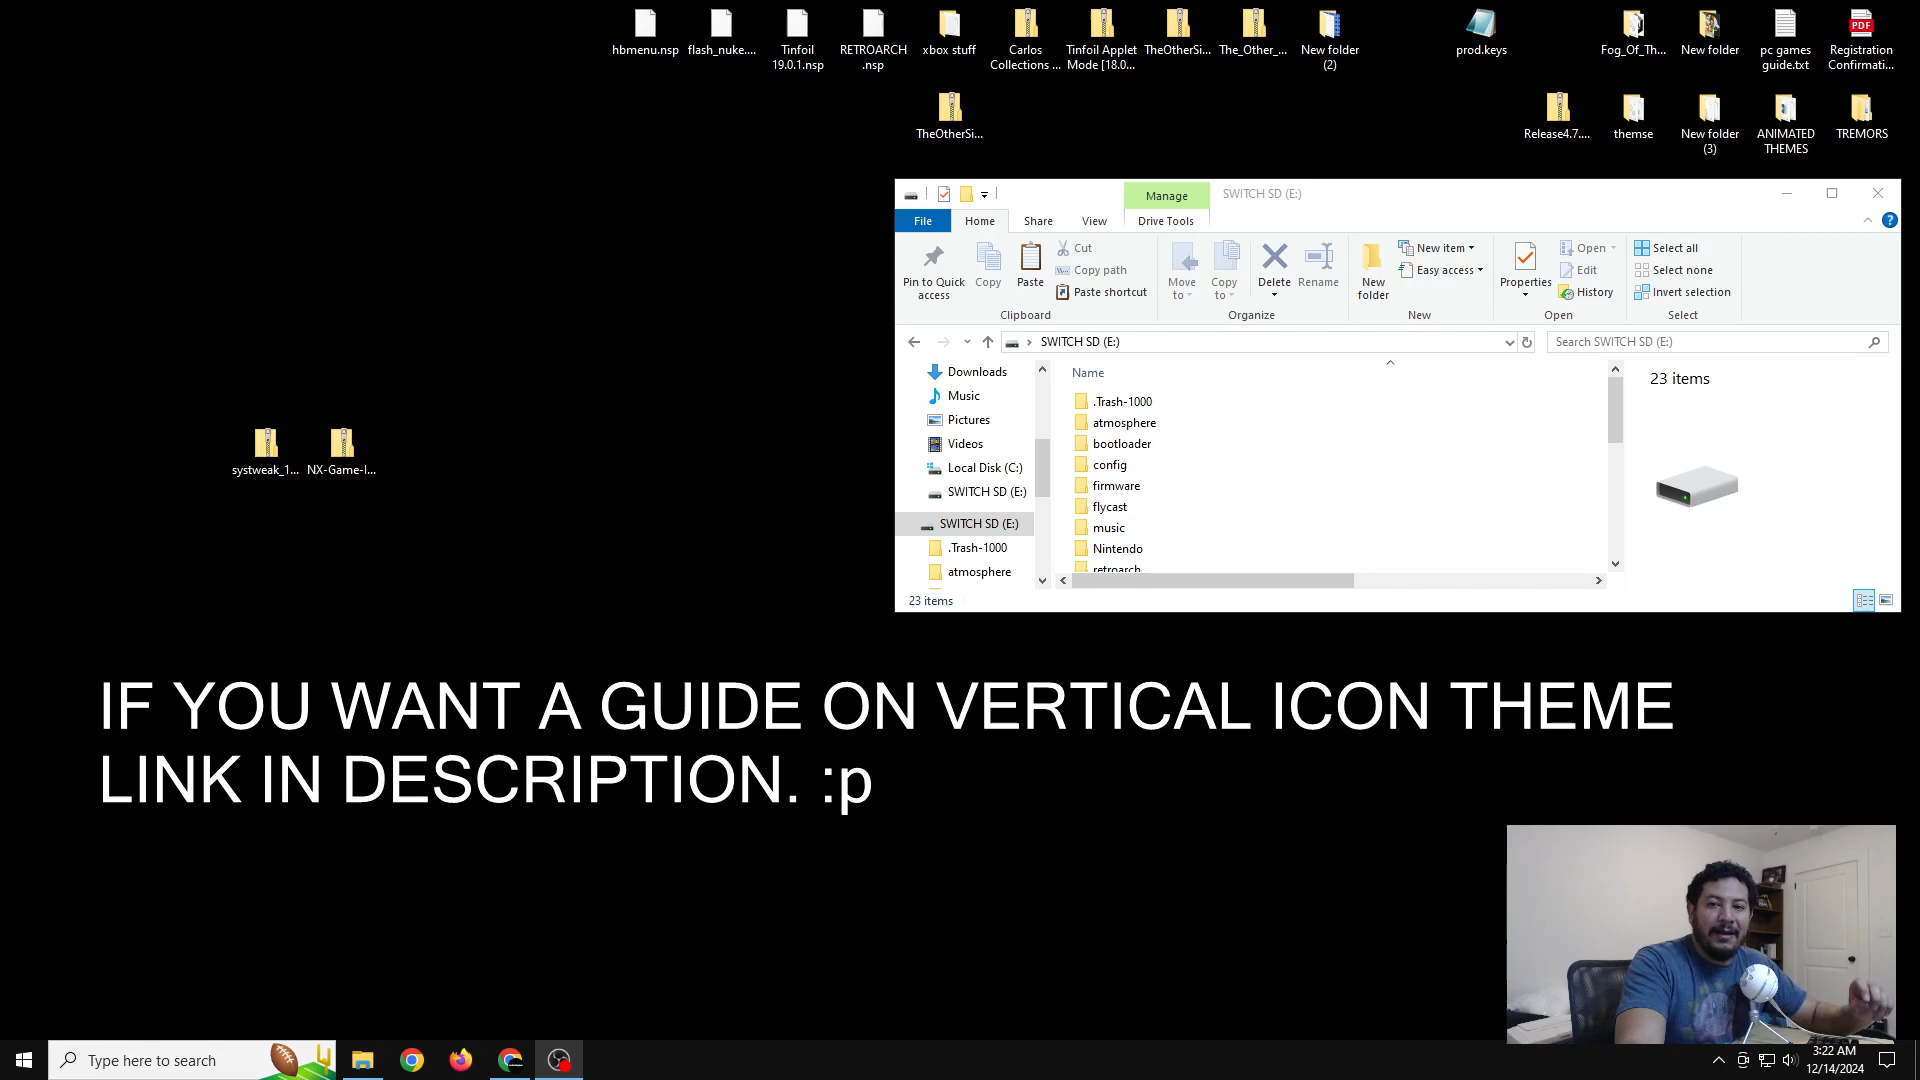 hbmenu.nsp
flash_nuke....
Tinfoil
19.0.1.nsp
RETROARCH
.nsp
xbox stuff
Carlos
Collections ...
Tinfoil Applet
Mode [18.0...
TheOtherSi...
The_Other_...
New folder
(2)
prod.keys
Fog_Of_Th...
New folder
pc games
guide.txt
PDF
Registration
Confirmati...
TheOtherSi...
Release4.7....
themse
New folder
(3)
ANIMATED
THEMES
TREMORS
Manage
SWITCH SD (E:)
File
Home
Share
View
Drive Tools
Pin to Quick
access
Copy
Paste
Cut
Copy path
Paste shortcut
Clipboard
Move
to
Copy
to
Delete
Rename
Organize
New
folder
New item
Easy access
New
Properties
Open
Edit
History
Open
Select all
Select none
Invert selection
Select
SWITCH SD (E:)
Search SWITCH SD (E:)
Downloads
Music
Pictures
Videos
Local Disk (C:)
SWITCH SD (E:)
SWITCH SD (E:)
.Trash-1000
atmosphere
Name
.Trash-1000
atmosphere
bootloader
config
firmware
flycast
music
Nintendo
retroarch
23 items
23 items
systweak_1...
NX-Game-I...
IF YOU WANT A GUIDE ON VERTICAL ICON THEME
LINK IN DESCRIPTION. :p
Type here to search
3:22 AM
12/14/2024